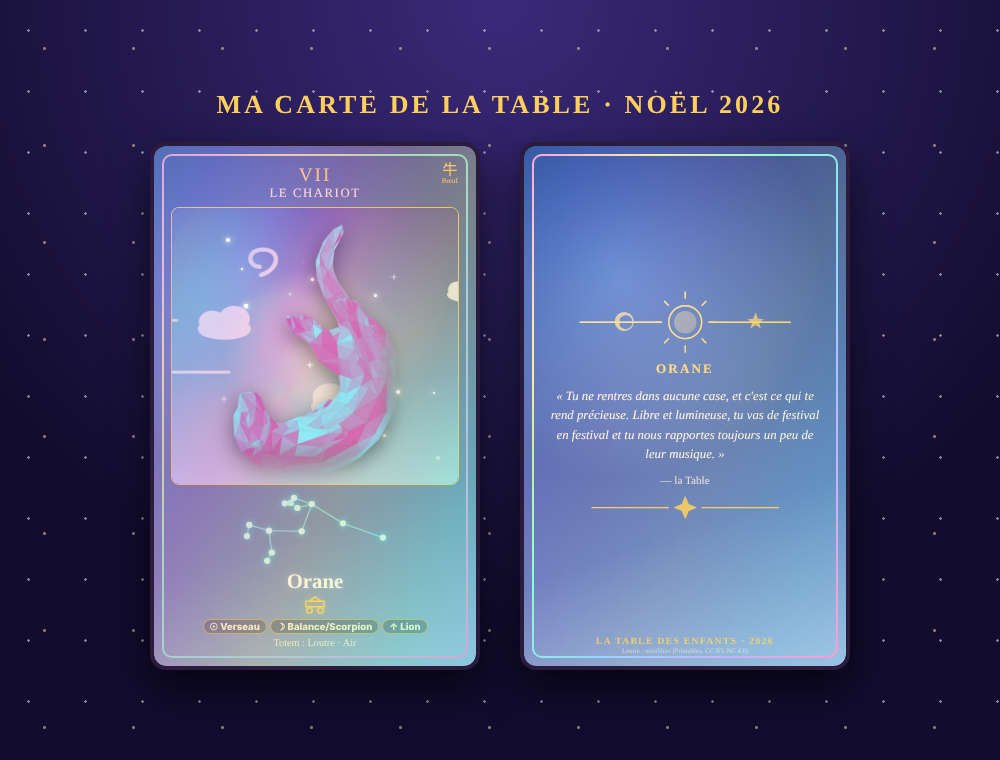 MA CARTE DE LA TABLE · NOËL 2026
VII
LE CHARIOT
牛
Bœuf
Orane
☉ Verseau
☽ Balance/Scorpion
↑ Lion
Totem : Loutre · Air
ORANE
« Tu ne rentres dans aucune case, et c'est ce qui te
rend précieuse. Libre et lumineuse, tu vas de festival
en festival et tu nous rapportes toujours un peu de
leur musique. »
— la Table
LA TABLE DES ENFANTS · 2026